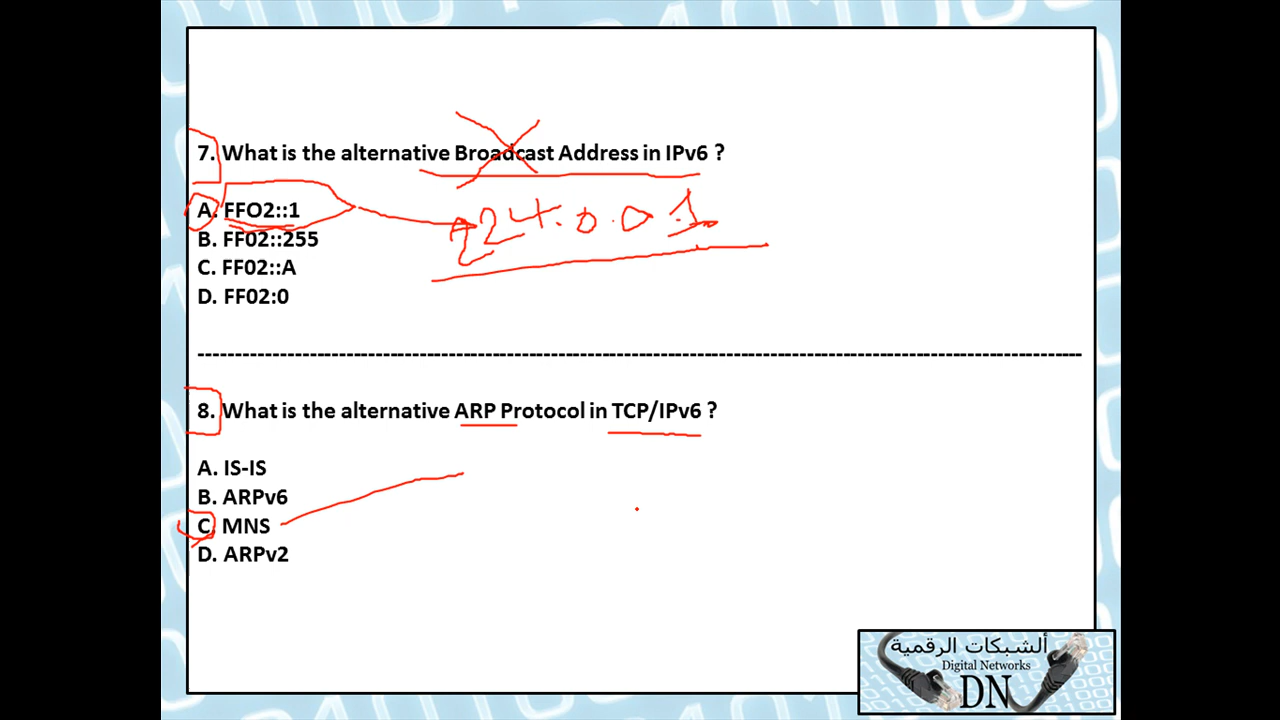 7. What is the alternative Broadcast Address in IPv6 ?
A. FFO2::1
224.0.0.1
B. FF02::255
C. FF02::A
D. FF02:0
8. What is the alternative ARP Protocol in TCP/IPv6 ?
A. IS-IS
B. ARPv6
C. MNS
D. ARPv2
ألشبكات الرقمية
Digital Networks
DN